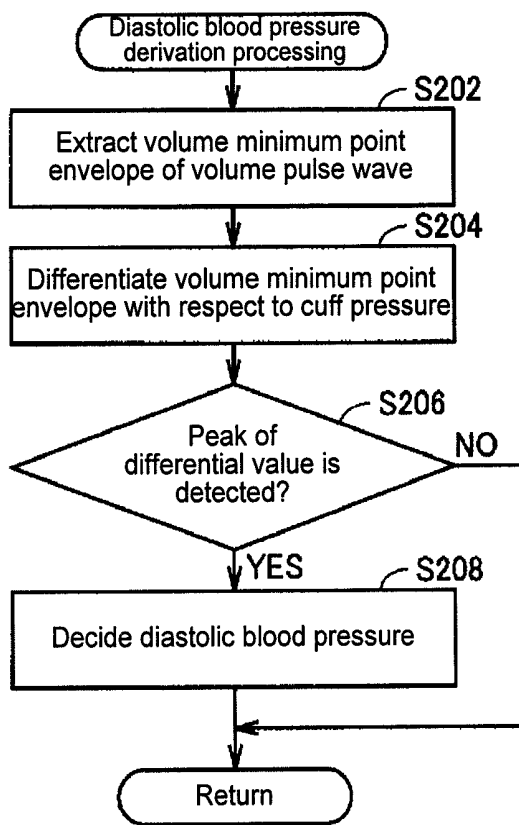 Diastolic blood pressure
derivation processing
S202
Extract volume minimum point
envelope of volume pulse wave
S204
Differentiate volume minimum point
envelope with respect to cuff pressure
S206
Peak of
differential value is
detected?
NO
YES
S208
Decide diastolic blood pressure
Return